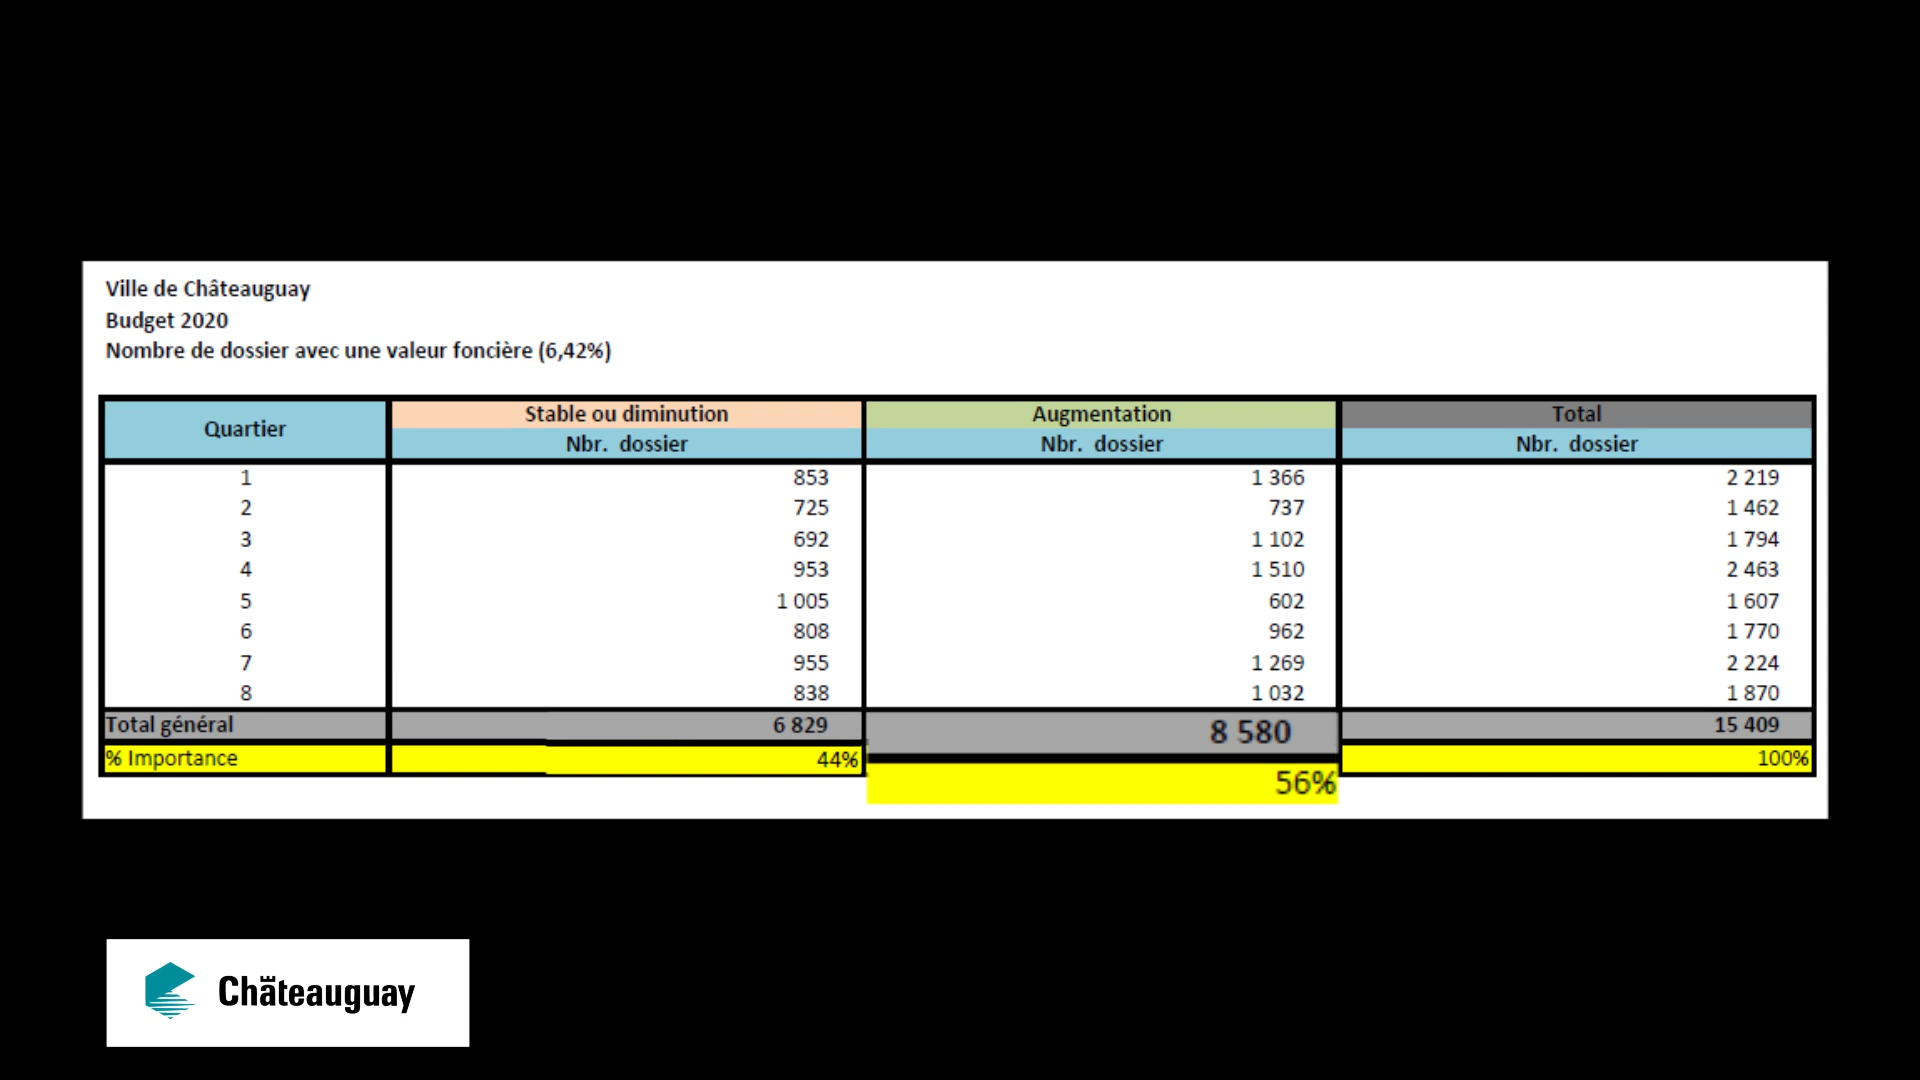 Ville de Châteauguay
Budget 2020
Nombre de dossier avec une valeur foncière (6,42%)
Quartier Stable ou diminution Augmentation Total
Nbr. dossier Nbr. dossier Nbr. dossier
1 853 1 366 2 219
2 725 737 1 462
3 692 1 102 1 794
4 953 1 510 2 463
5 1 005 602 1 607
6 808 962 1 770
7 955 1 269 2 224
8 838 1 032 1 870
Total général 6 829 8 580 15 409
% Importance 44% 56% 100%
Châteauguay